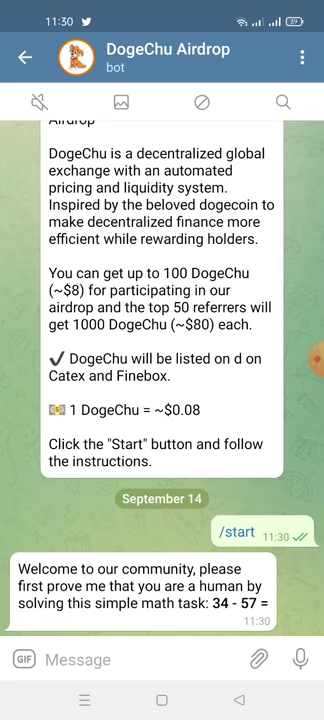 11:30
59
DogeChu Airdrop
bot
Airdrop
DogeChu is a decentralized global
exchange with an automated
pricing and liquidity system.
Inspired by the beloved dogecoin to
make decentralized finance more
efficient while rewarding holders.
You can get up to 100 DogeChu
(~$8) for participating in our
airdrop and the top 50 referrers will
get 1000 DogeChu (~$80) each.
✔️ DogeChu will be listed on d on
Catex and Finebox.
💵 1 DogeChu = ~$0.08
Click the "Start" button and follow
the instructions.
September 14
/start 11:30
Welcome to our community, please
first prove me that you are a human by
solving this simple math task: 34 - 57 =
11:30
GIF Message